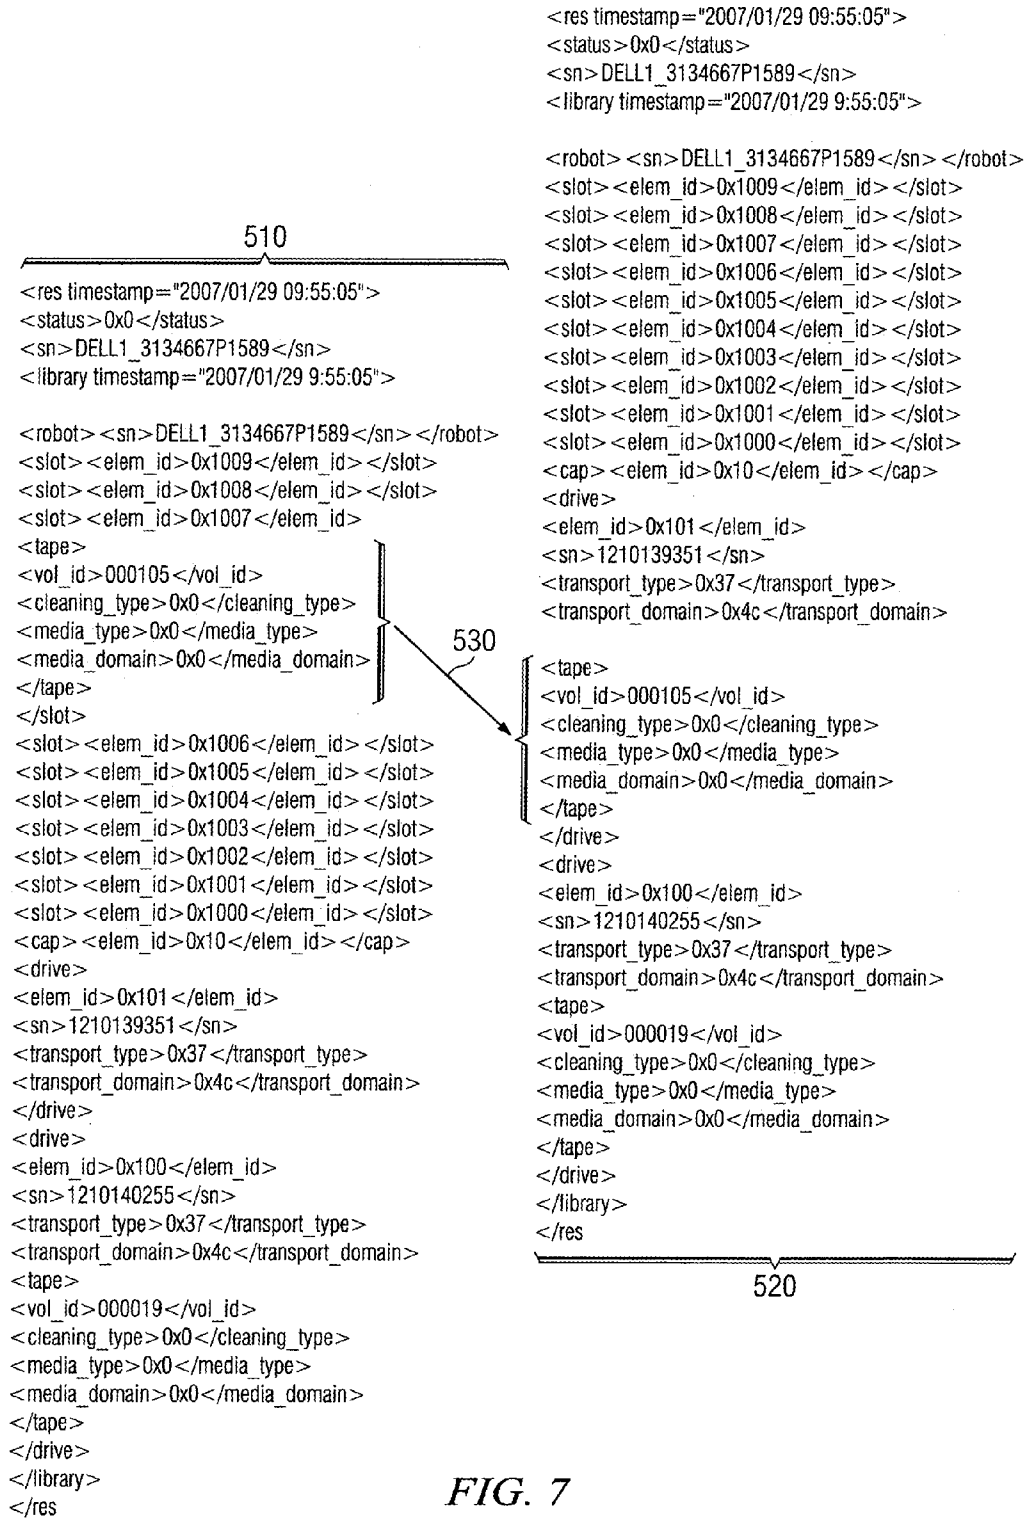 510
<res timestamp="2007/01/29 09:55:05">
<status>0x0</status>
<sn>DELL1_3134667P1589</sn>
<library timestamp="2007/01/29 9:55:05">
<robot><sn>DELL1_3134667P1589</sn></robot>
<slot><elem_id>0x1009</elem_id></slot>
<slot><elem_id>0x1008</elem_id></slot>
<slot><elem_id>0x1007</elem_id>
<tape>
<vol_id>000105</vol_id>
<cleaning_type>0x0</cleaning_type>
<media_type>0x0</media_type>
<media_domain>0x0</media_domain>
</tape>
</slot>
<slot><elem_id>0x1006</elem_id></slot>
<slot><elem_id>0x1005</elem_id></slot>
<slot><elem_id>0x1004</elem_id></slot>
<slot><elem_id>0x1003</elem_id></slot>
<slot><elem_id>0x1002</elem_id></slot>
<slot><elem_id>0x1001</elem_id></slot>
<slot><elem_id>0x1000</elem_id></slot>
<cap><elem_id>0x10</elem_id></cap>
<drive>
<elem_id>0x101</elem_id>
<sn>1210139351</sn>
<transport_type>0x37</transport_type>
<transport_domain>0x4c</transport_domain>
</drive>
<drive>
<elem_id>0x100</elem_id>
<sn>1210140255</sn>
<transport_type>0x37</transport_type>
<transport_domain>0x4c</transport_domain>
<tape>
<vol_id>000019</vol_id>
<cleaning_type>0x0</cleaning_type>
<media_type>0x0</media_type>
<media_domain>0x0</media_domain>
</tape>
</drive>
</library>
</res
530
<res timestamp="2007/01/29 09:55:05">
<status>0x0</status>
<sn>DELL1_3134667P1589</sn>
<library timestamp="2007/01/29 9:55:05">
<robot><sn>DELL1_3134667P1589</sn></robot>
<slot><elem_id>0x1009</elem_id></slot>
<slot><elem_id>0x1008</elem_id></slot>
<slot><elem_id>0x1007</elem_id></slot>
<slot><elem_id>0x1006</elem_id></slot>
<slot><elem_id>0x1005</elem_id></slot>
<slot><elem_id>0x1004</elem_id></slot>
<slot><elem_id>0x1003</elem_id></slot>
<slot><elem_id>0x1002</elem_id></slot>
<slot><elem_id>0x1001</elem_id></slot>
<slot><elem_id>0x1000</elem_id></slot>
<cap><elem_id>0x10</elem_id></cap>
<drive>
<elem_id>0x101</elem_id>
<sn>1210139351</sn>
<transport_type>0x37</transport_type>
<transport_domain>0x4c</transport_domain>
<tape>
<vol_id>000105</vol_id>
<cleaning_type>0x0</cleaning_type>
<media_type>0x0</media_type>
<media_domain>0x0</media_domain>
</tape>
</drive>
<drive>
<elem_id>0x100</elem_id>
<sn>1210140255</sn>
<transport_type>0x37</transport_type>
<transport_domain>0x4c</transport_domain>
<tape>
<vol_id>000019</vol_id>
<cleaning_type>0x0</cleaning_type>
<media_type>0x0</media_type>
<media_domain>0x0</media_domain>
</tape>
</drive>
</library>
</res
520
FIG. 7